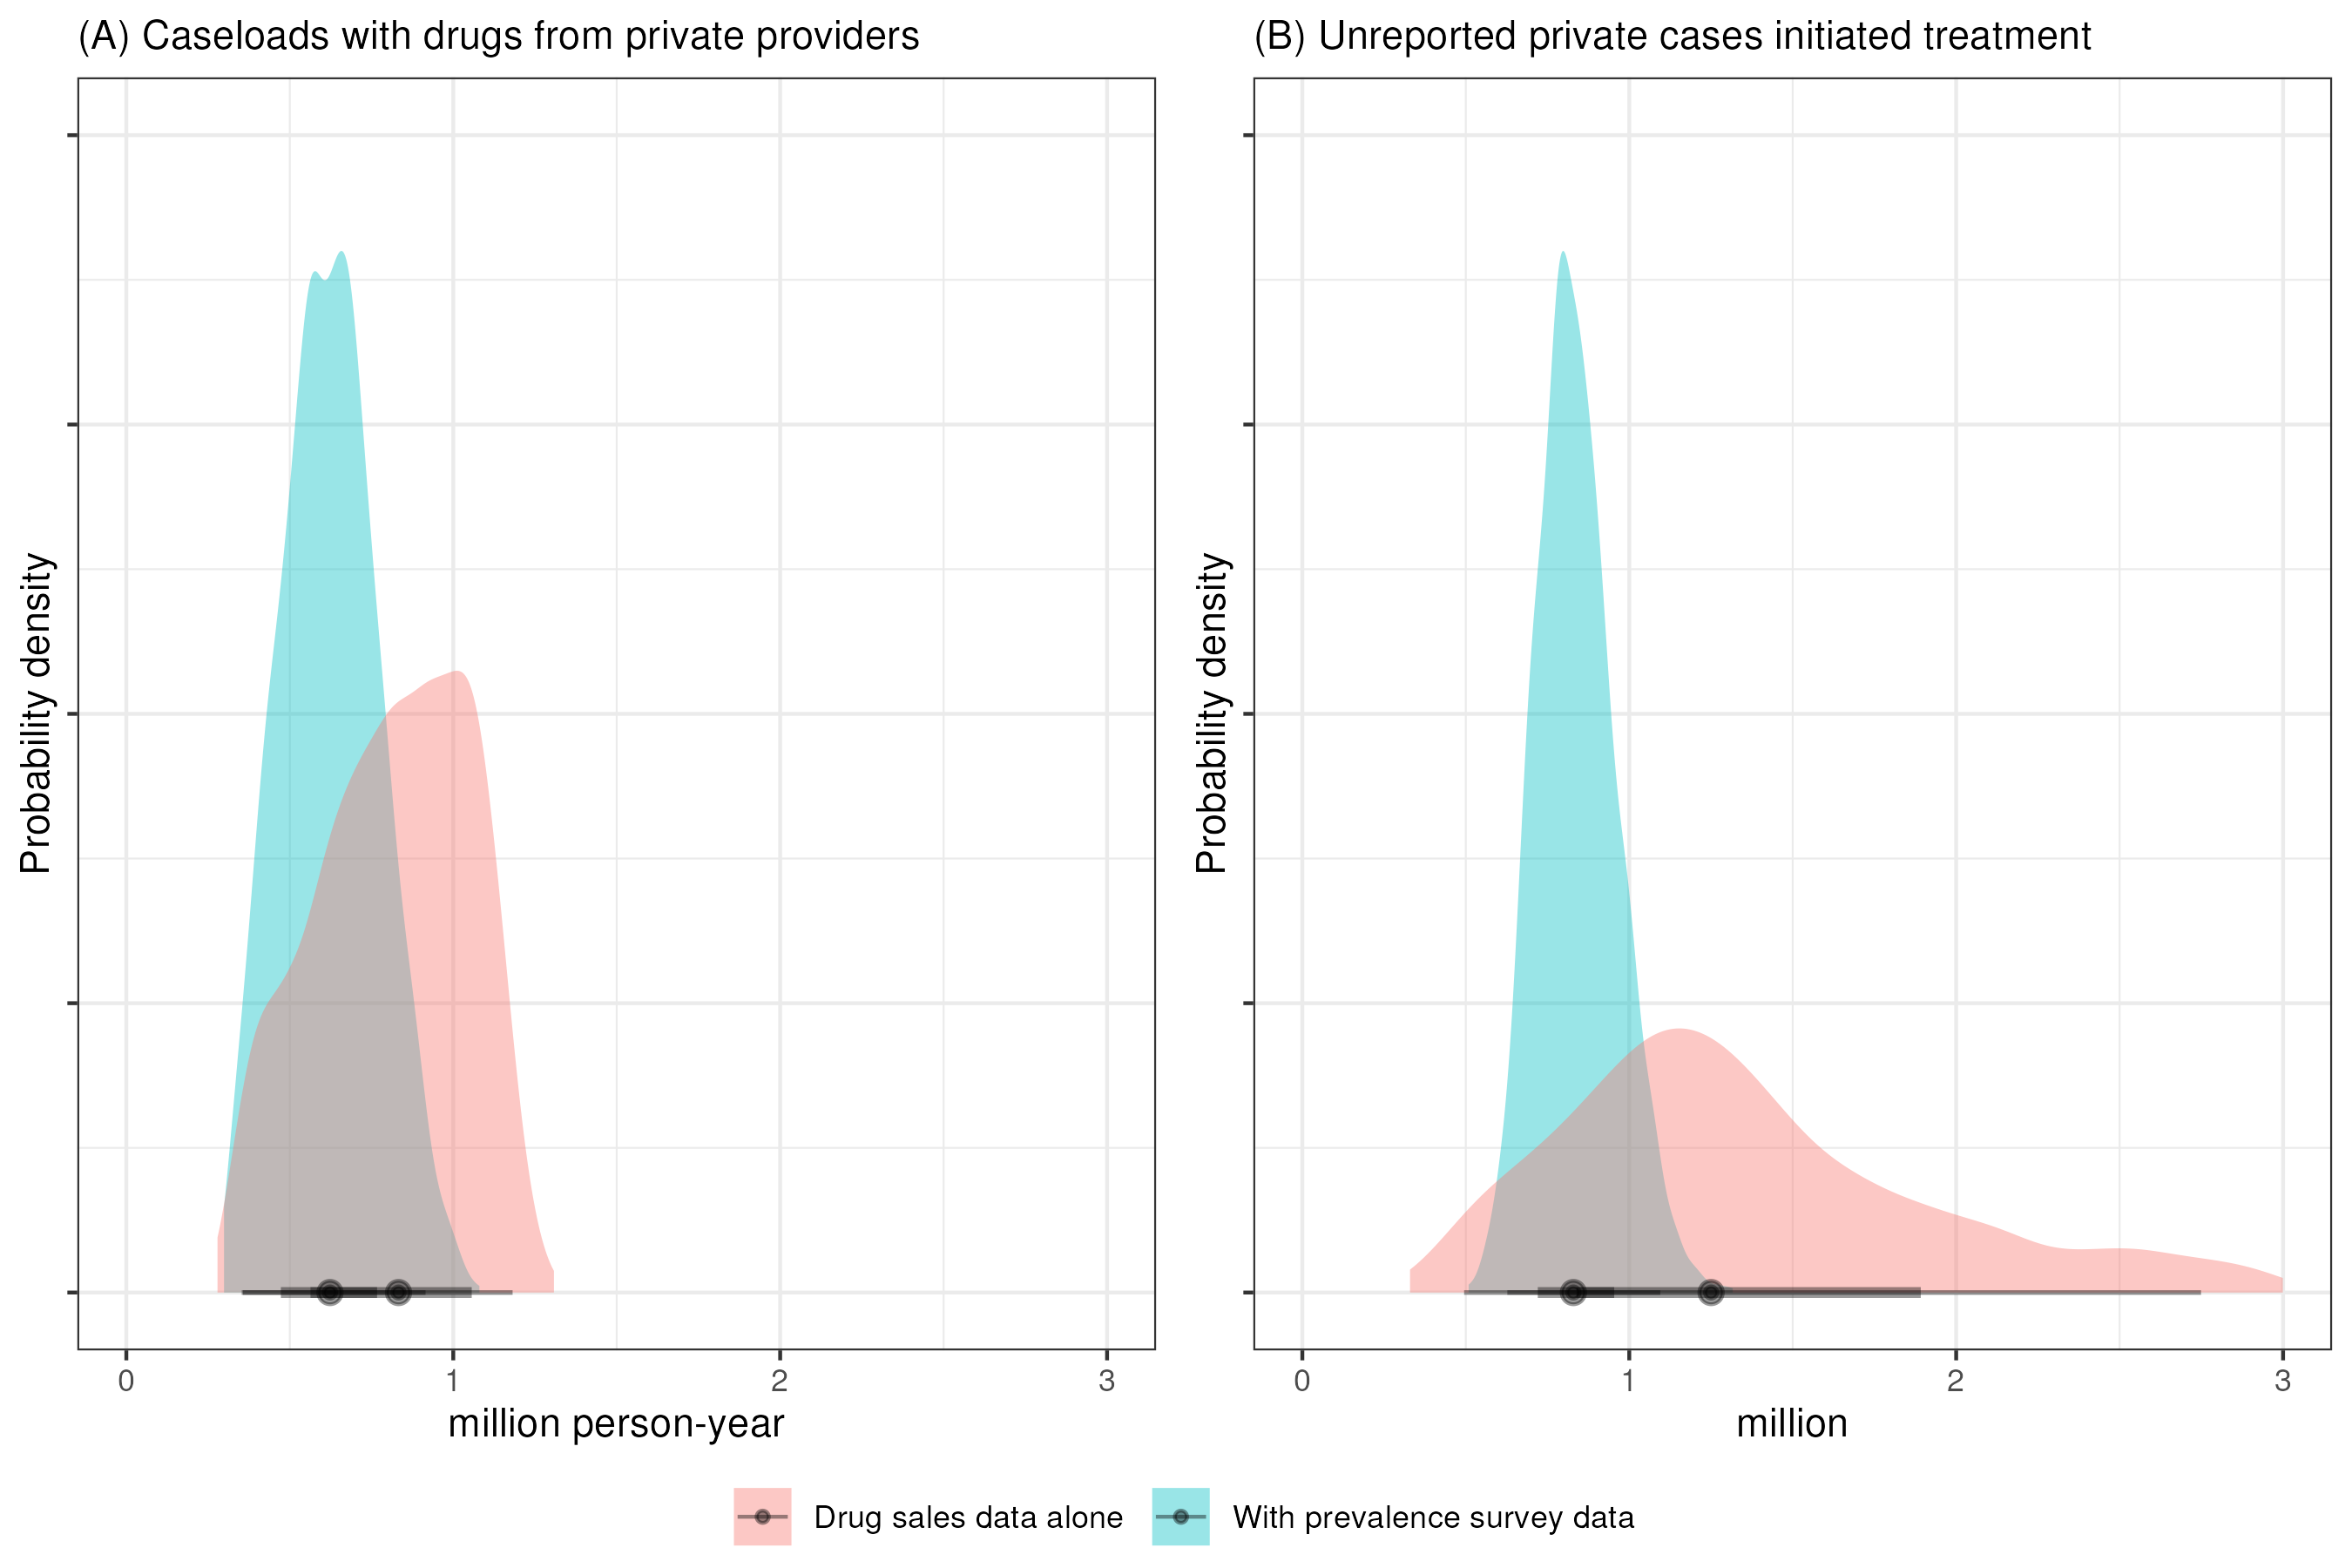 (A) Caseloads with drugs from private providers
(B) Unreported private cases initiated treatment
Probability density
Probability density
0 1 2 3
0 1 2 3
million person-year
million
Drug sales data alone
With prevalence survey data